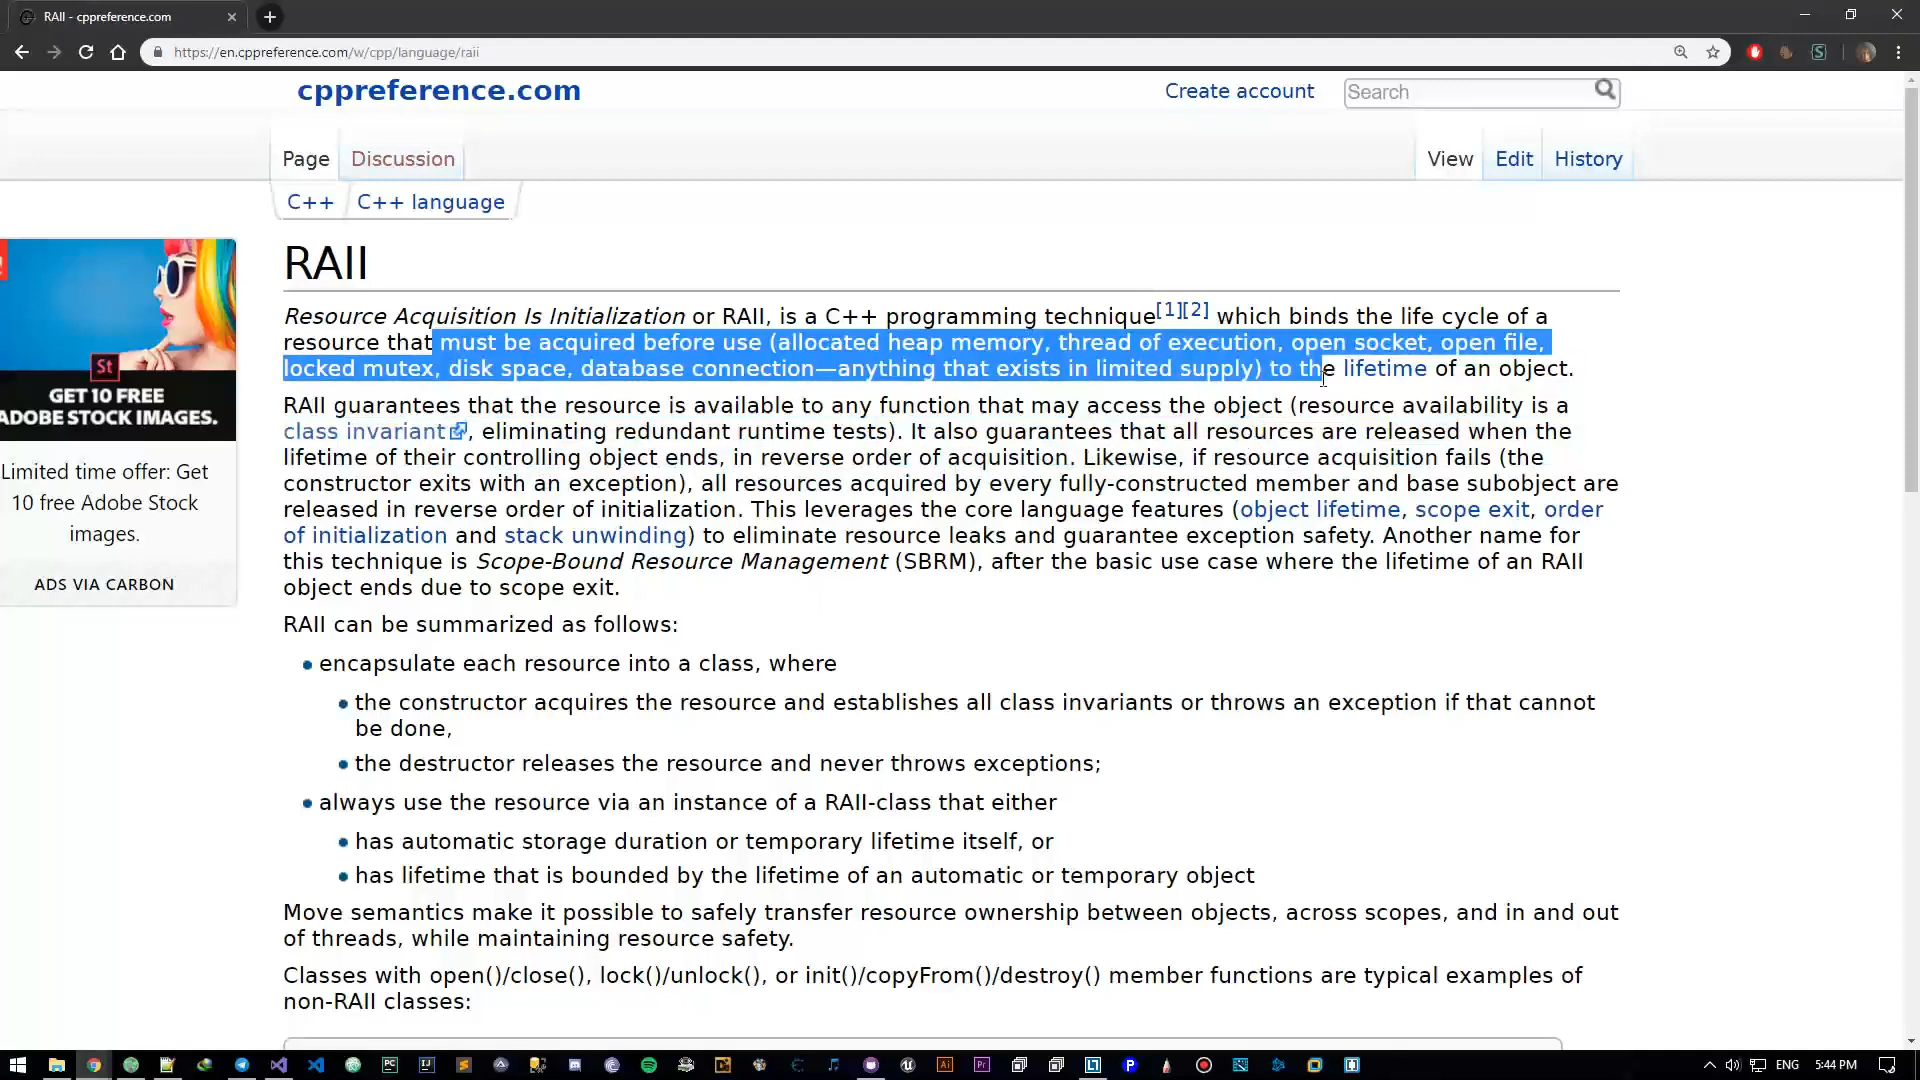 RAII - cppreference.com
https://en.cppreference.com/w/cpp/language/raii
cppreference.com
Create account
Search
Page
Discussion
View
Edit
History
C++
C++ language
RAII
Resource Acquisition Is Initialization or RAII, is a C++ programming technique[1][2] which binds the life cycle of a
resource that must be acquired before use (allocated heap memory, thread of execution, open socket, open file,
locked mutex, disk space, database connection—anything that exists in limited supply) to the lifetime of an object.
RAII guarantees that the resource is available to any function that may access the object (resource availability is a
class invariant, eliminating redundant runtime tests). It also guarantees that all resources are released when the
lifetime of their controlling object ends, in reverse order of acquisition. Likewise, if resource acquisition fails (the
constructor exits with an exception), all resources acquired by every fully-constructed member and base subobject are
released in reverse order of initialization. This leverages the core language features (object lifetime, scope exit, order
of initialization and stack unwinding) to eliminate resource leaks and guarantee exception safety. Another name for
this technique is Scope-Bound Resource Management (SBRM), after the basic use case where the lifetime of an RAII
object ends due to scope exit.
RAII can be summarized as follows:
encapsulate each resource into a class, where
the constructor acquires the resource and establishes all class invariants or throws an exception if that cannot
be done,
the destructor releases the resource and never throws exceptions;
always use the resource via an instance of a RAII-class that either
has automatic storage duration or temporary lifetime itself, or
has lifetime that is bounded by the lifetime of an automatic or temporary object
Move semantics make it possible to safely transfer resource ownership between objects, across scopes, and in and out
of threads, while maintaining resource safety.
Classes with open()/close(), lock()/unlock(), or init()/copyFrom()/destroy() member functions are typical examples of
non-RAII classes:
St
GET 10 FREE
ADOBE STOCK IMAGES.
Limited time offer: Get
10 free Adobe Stock
images.
ADS VIA CARBON
PC
IJ
Ai
Pr
ENG
5:44 PM